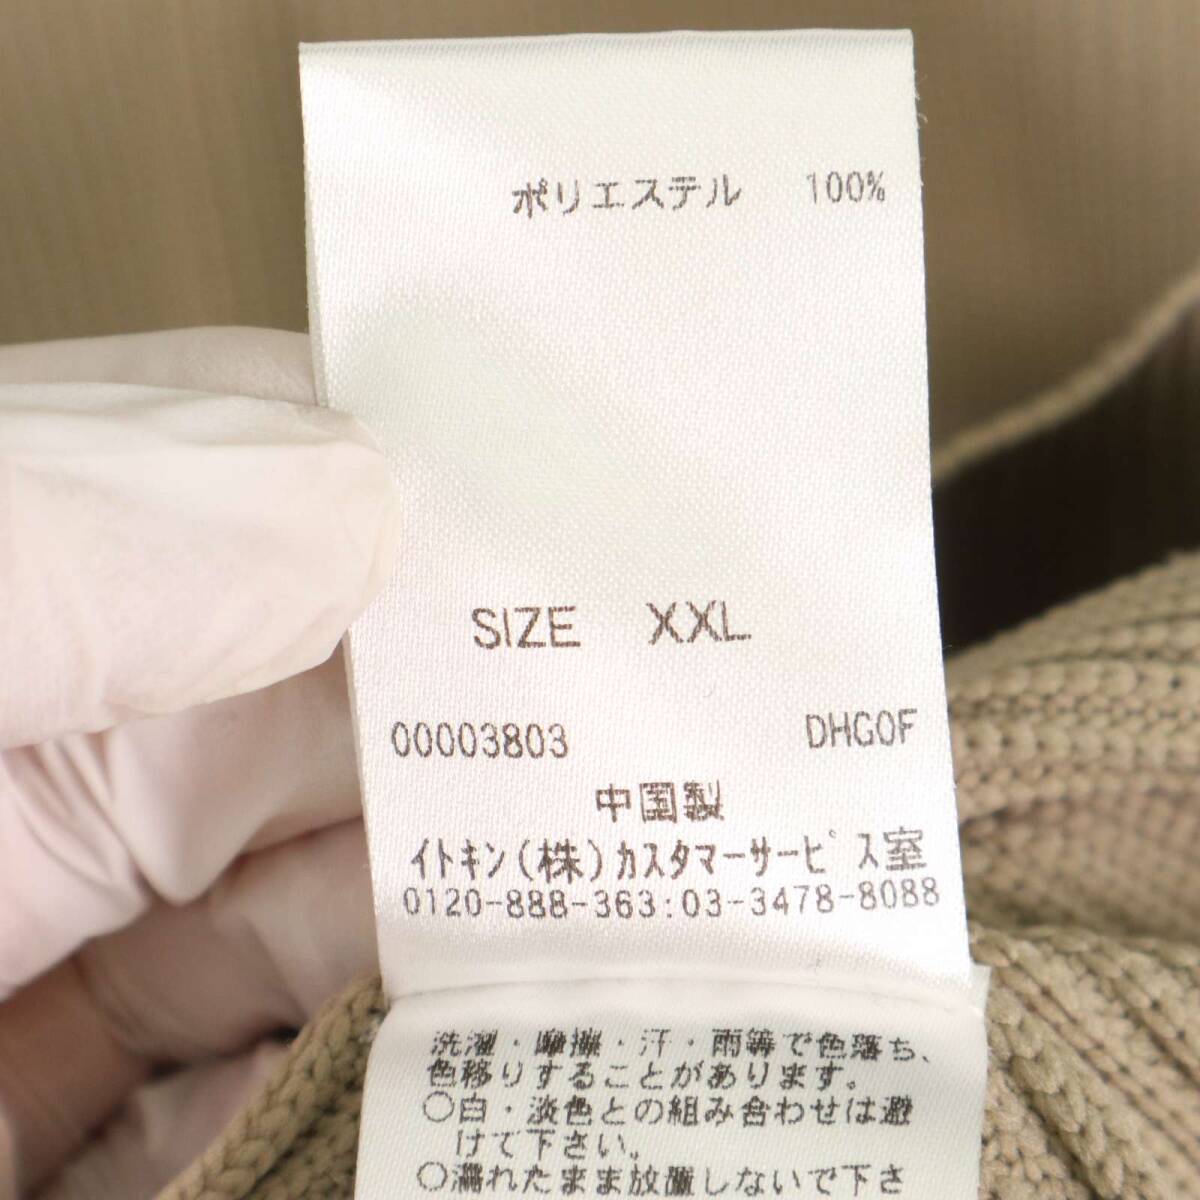 ポリエステル 100%
SIZE XXL
00003803 DHG0F
中国製
イトキン(株)カスタマーサービス室
0120-888-363:03-3478-8088
洗濯・摩擦・汗・雨等で色落ち、
色移りすることがあります。
○白・淡色との組み合わせは避
けて下さい。
○濡れたまま放置しないで下さ